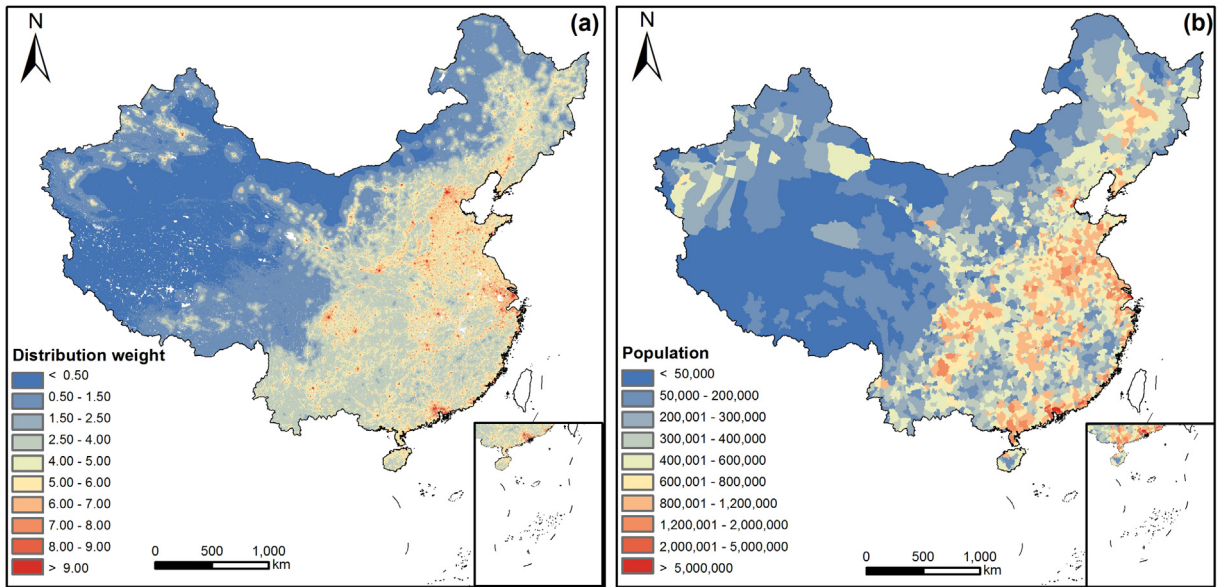 N
(a)
Distribution weight
< 0.50
0.50 - 1.50
1.50 - 2.50
2.50 - 4.00
4.00 - 5.00
5.00 - 6.00
6.00 - 7.00
7.00 - 8.00
8.00 - 9.00
> 9.00
0 500 1,000
km
N
(b)
Population
< 50,000
50,000 - 200,000
200,001 - 300,000
300,001 - 400,000
400,001 - 600,000
600,001 - 800,000
800,001 - 1,200,000
1,200,001 - 2,000,000
2,000,001 - 5,000,000
> 5,000,000
0 500 1,000
km